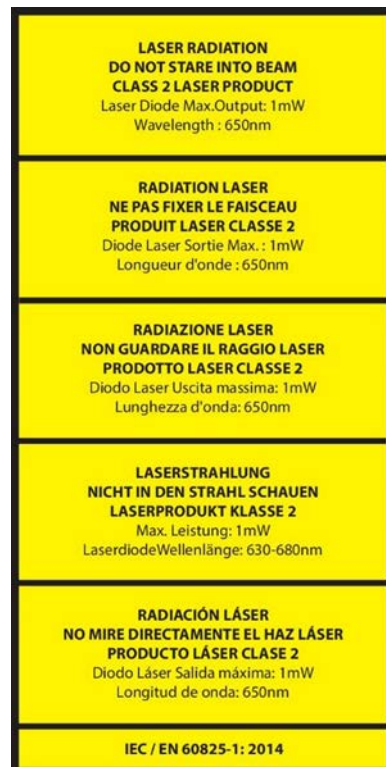 LASER RADIATION
DO NOT STARE INTO BEAM
CLASS 2 LASER PRODUCT
Laser Diode Max.Output: 1mW
Wavelength : 650nm
RADIATION LASER
NE PAS FIXER LE FAISCEAU
PRODUIT LASER CLASSE 2
Diode Laser Sortie Max. : 1mW
Longueur d'onde : 650nm
RADIAZIONE LASER
NON GUARDARE IL RAGGIO LASER
PRODOTTO LASER CLASSE 2
Diodo Laser Uscita massima: 1mW
Lunghezza d'onda: 650nm
LASERSTRAHLUNG
NICHT IN DEN STRAHL SCHAUEN
LASERPRODUKT KLASSE 2
Max. Leistung: 1mW
LaserdiodeWellenlänge: 630-680nm
RADIACIÓN LÁSER
NO MIRE DIRECTAMENTE EL HAZ LÁSER
PRODUCTO LÁSER CLASE 2
Diodo Láser Salida máxima: 1mW
Longitud de onda: 650nm
IEC / EN 60825-1: 2014